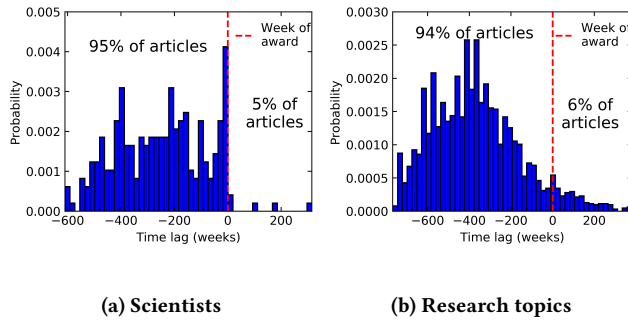 0.005
0.004
0.003
0.002
0.001
0.000
Probability
95% of articles
Week of
award
5% of
articles
−600
−400
−200
0
200
Time lag (weeks)
(a) Scientists
0.0030
0.0025
0.0020
0.0015
0.0010
0.0005
0.0000
Probability
94% of articles
Week of
award
6% of
articles
−600
−400
−200
0
200
Time lag (weeks)
(b) Research topics